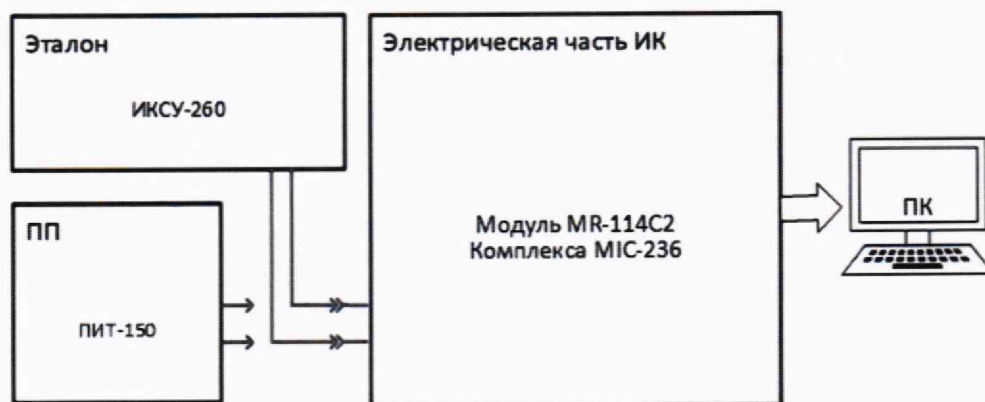 Эталон
ИКСУ-260
ПП
ПИТ-150
Электрическая часть ИК
Модуль MR-114C2
Комплекса MIC-236
ПК